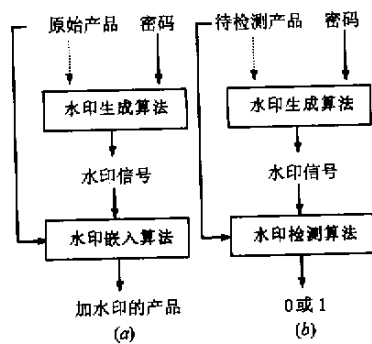 原始产品 密码
水印生成算法
水印信号
水印嵌入算法
加水印的产品
(a)
待检测产品 密码
水印生成算法
水印信号
水印检测算法
0或1
(b)